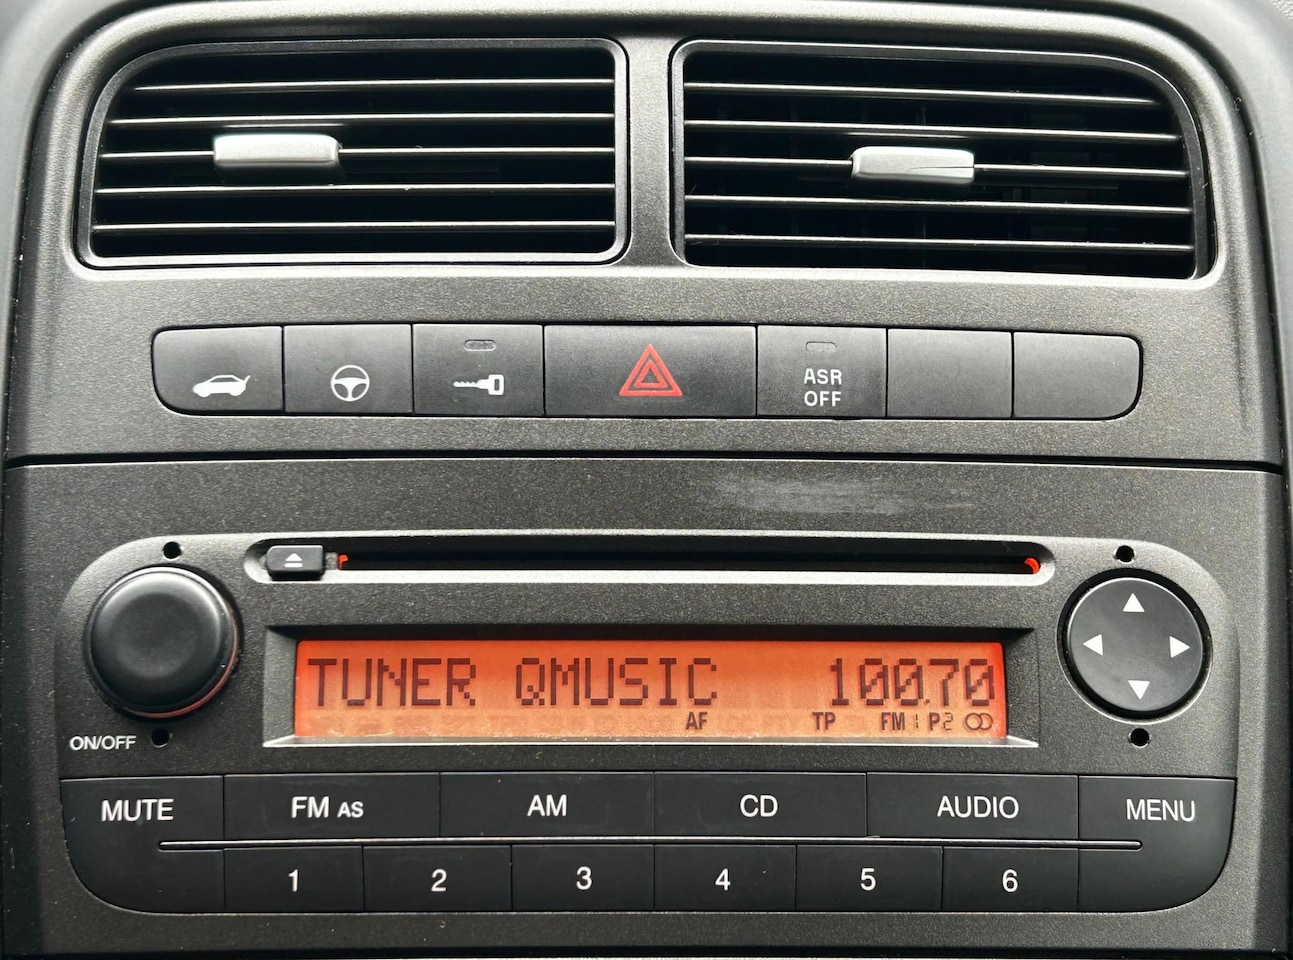 ASR
OFF
TUNER QMUSIC 100.70
AF TP FM1 P2
ON/OFF
MUTE FM AS AM CD AUDIO MENU
1 2 3 4 5 6